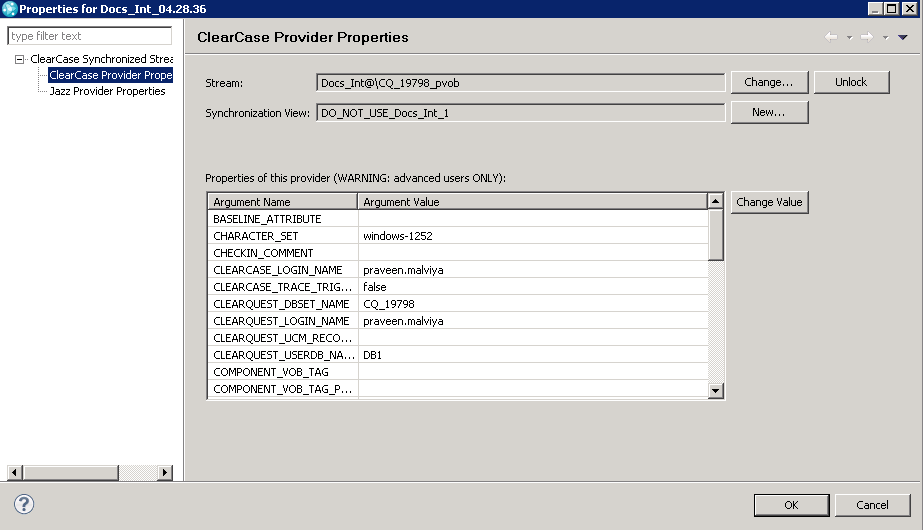 Properties for Docs_Int_04.28.36
type filter text
ClearCase Synchronized Strea
ClearCase Provider Prope
Jazz Provider Properties
ClearCase Provider Properties
Stream: Docs_Int@\CQ_19798_pvob Change... Unlock
Synchronization View: DO_NOT_USE_Docs_Int_1 New...
Properties of this provider (WARNING: advanced users ONLY):
Argument Name Argument Value Change Value
BASELINE_ATTRIBUTE
CHARACTER_SET windows-1252
CHECKIN_COMMENT
CLEARCASE_LOGIN_NAME praveen.malviya
CLEARCASE_TRACE_TRIG... false
CLEARQUEST_DBSET_NAME CQ_19798
CLEARQUEST_LOGIN_NAME praveen.malviya
CLEARQUEST_UCM_RECO...
CLEARQUEST_USERDB_NA... DB1
COMPONENT_VOB_TAG
COMPONENT_VOB_TAG_P...
? OK Cancel